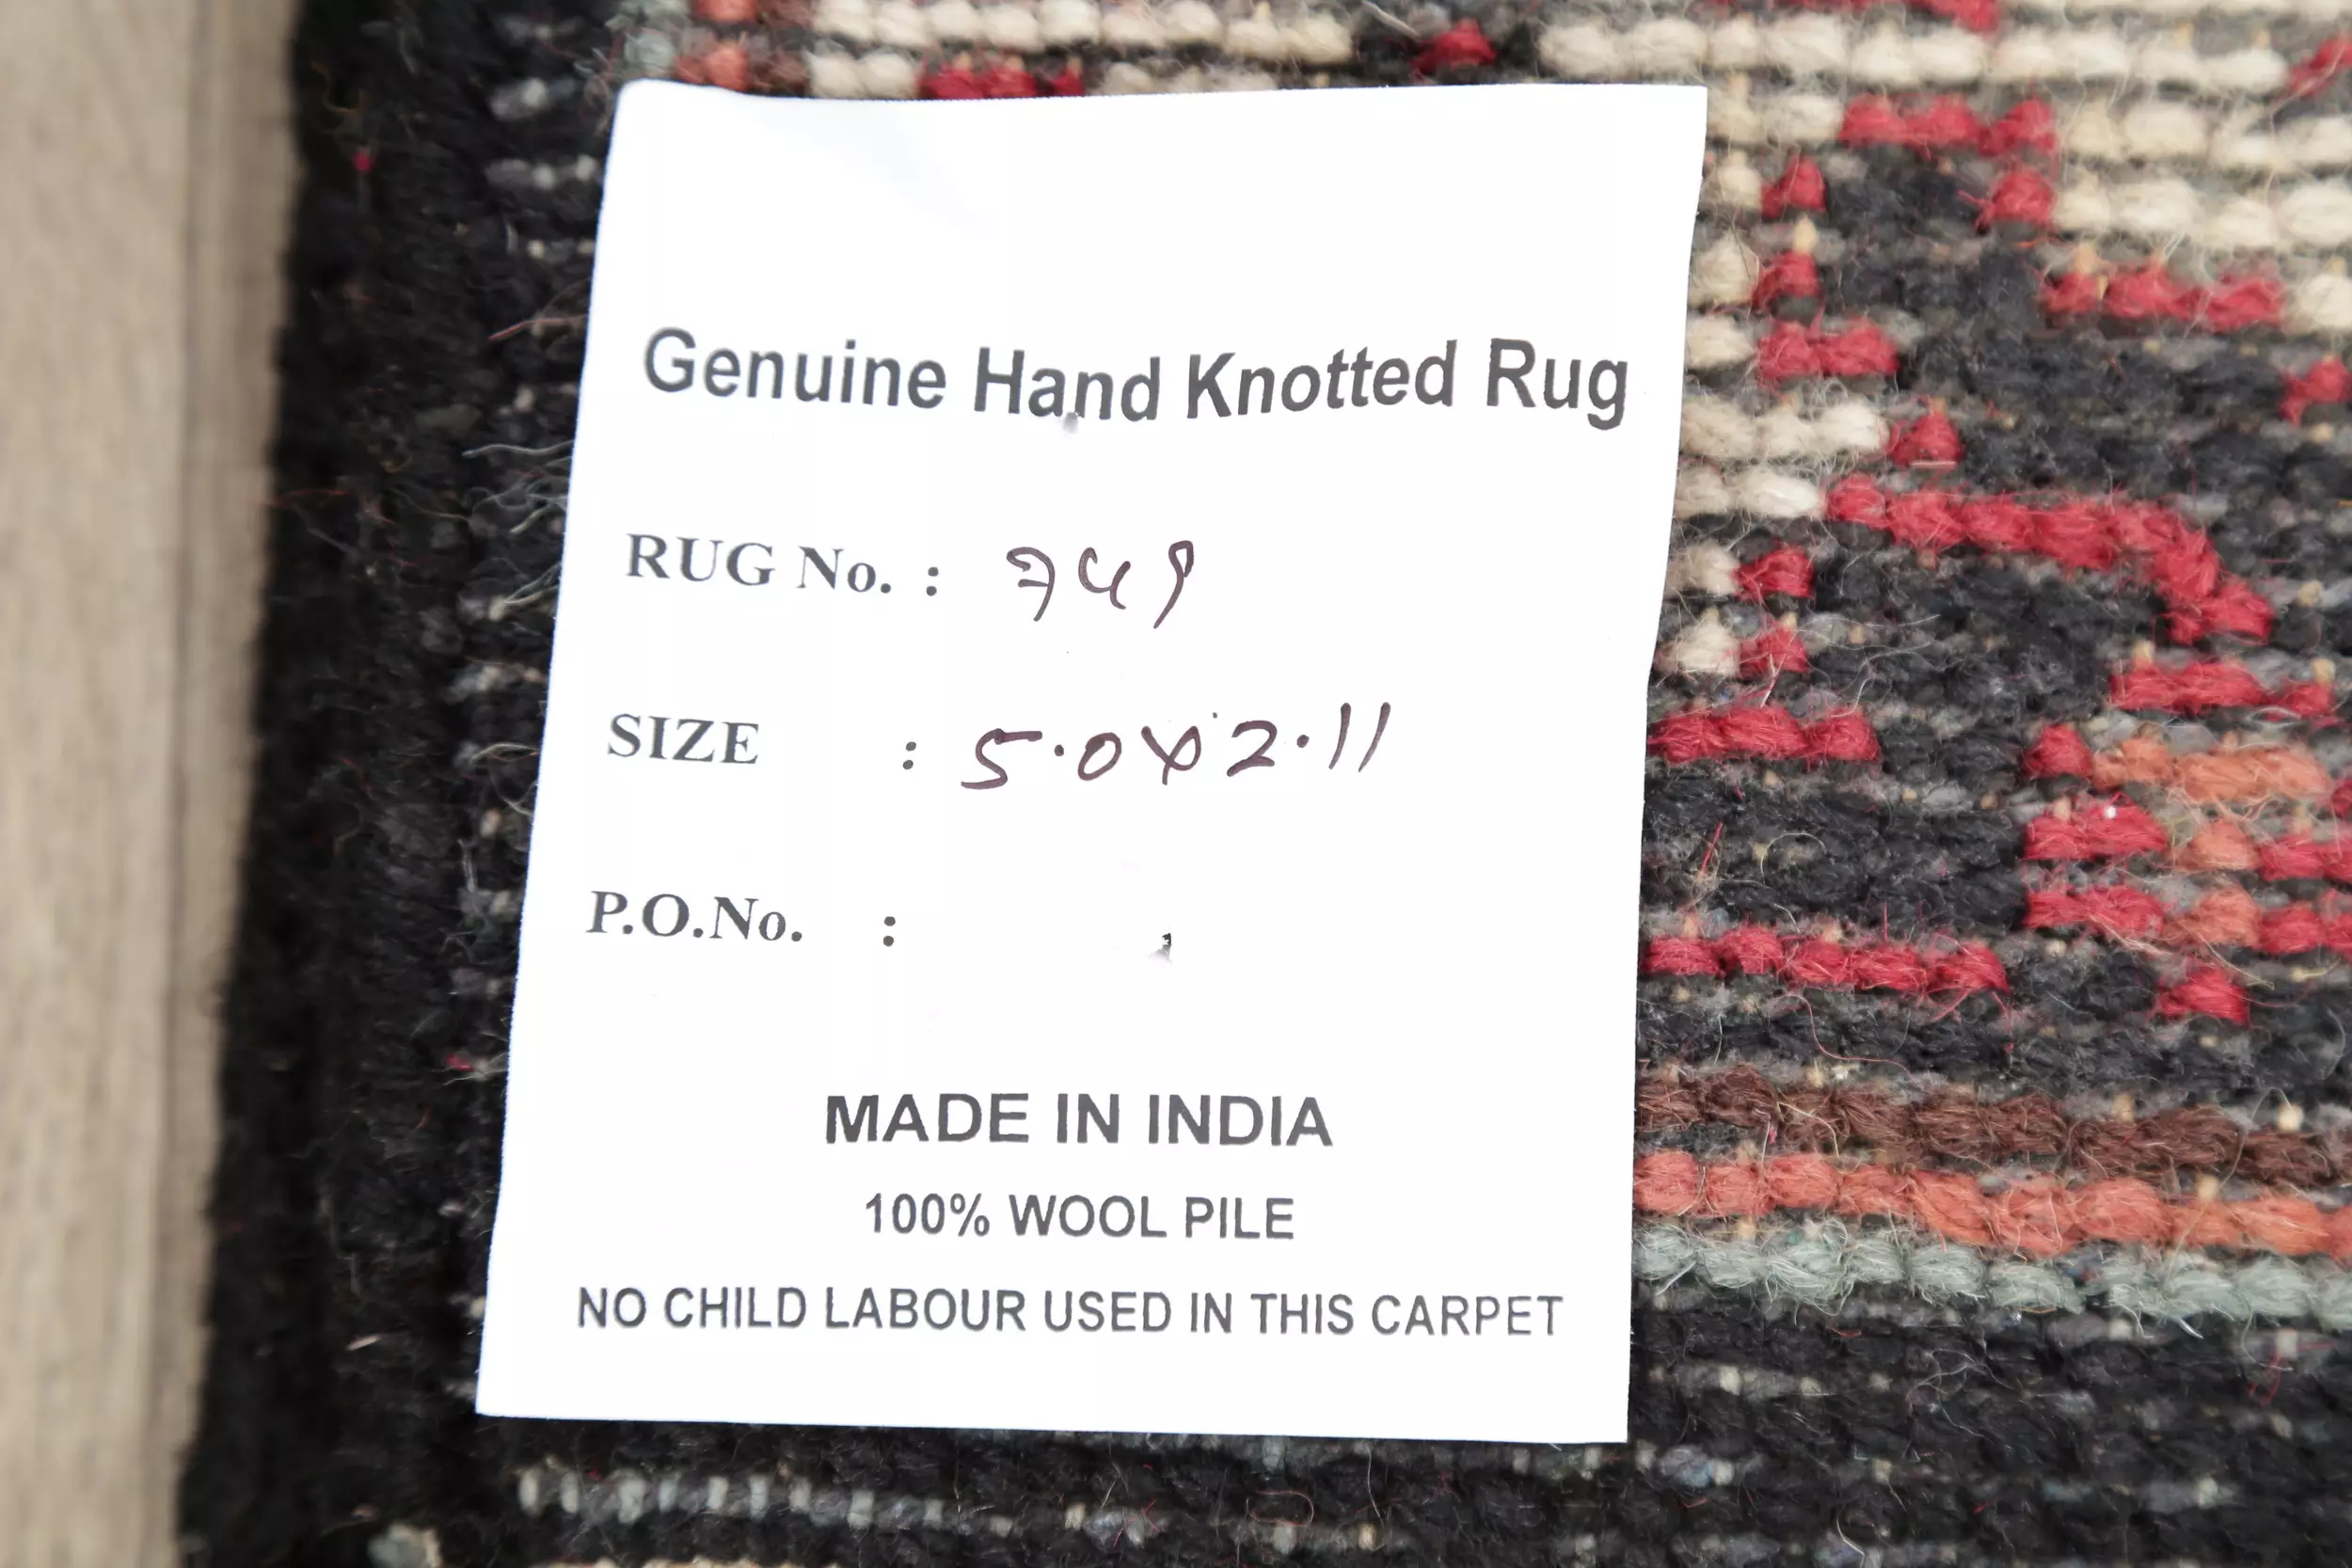 Genuine Hand Knotted Rug
RUG No. : 749
SIZE : 5.0X2.11
P.O.No. :
MADE IN INDIA
100% WOOL PILE
NO CHILD LABOUR USED IN THIS CARPET